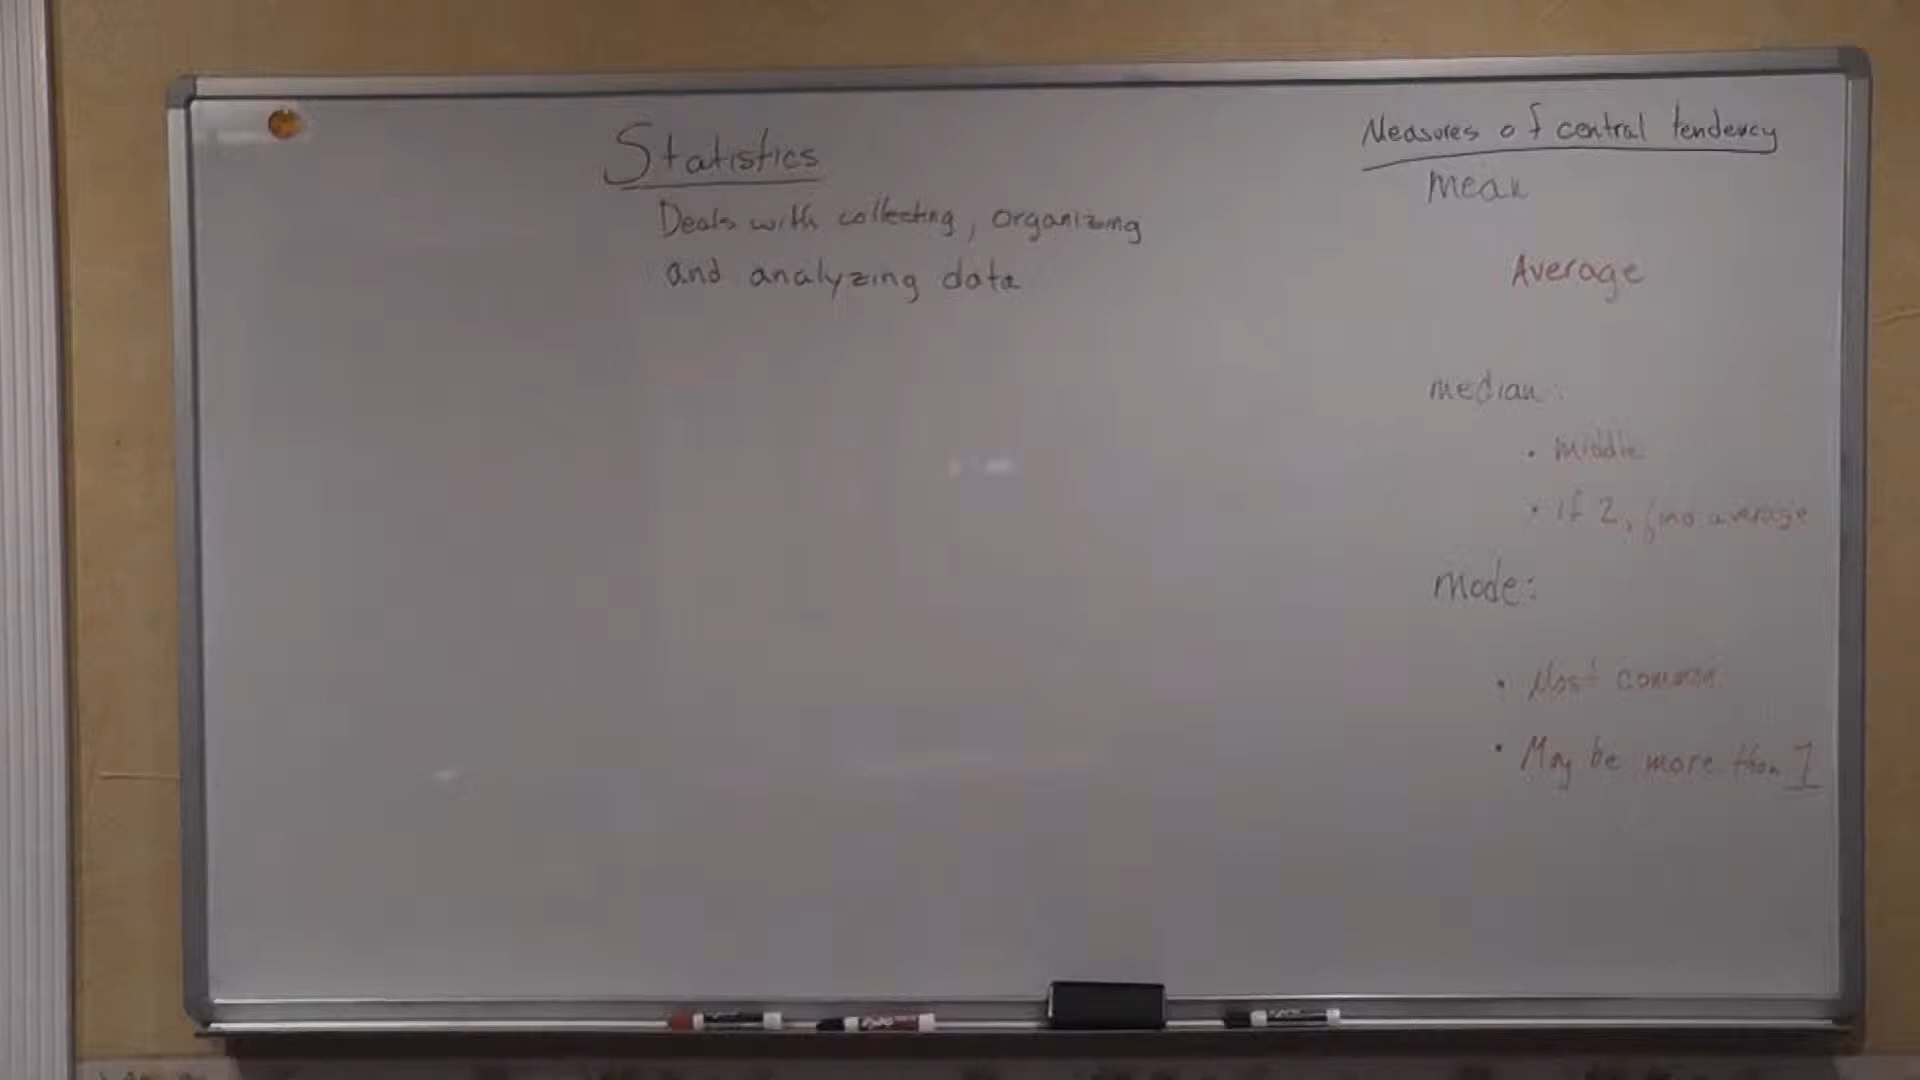 Statistics
Deals with collecting, organizing
and analyzing data
Measures of central tendency
mean
Average
median:
• middle
• if 2, find average
Mode:
• Most common
• May be more than 1